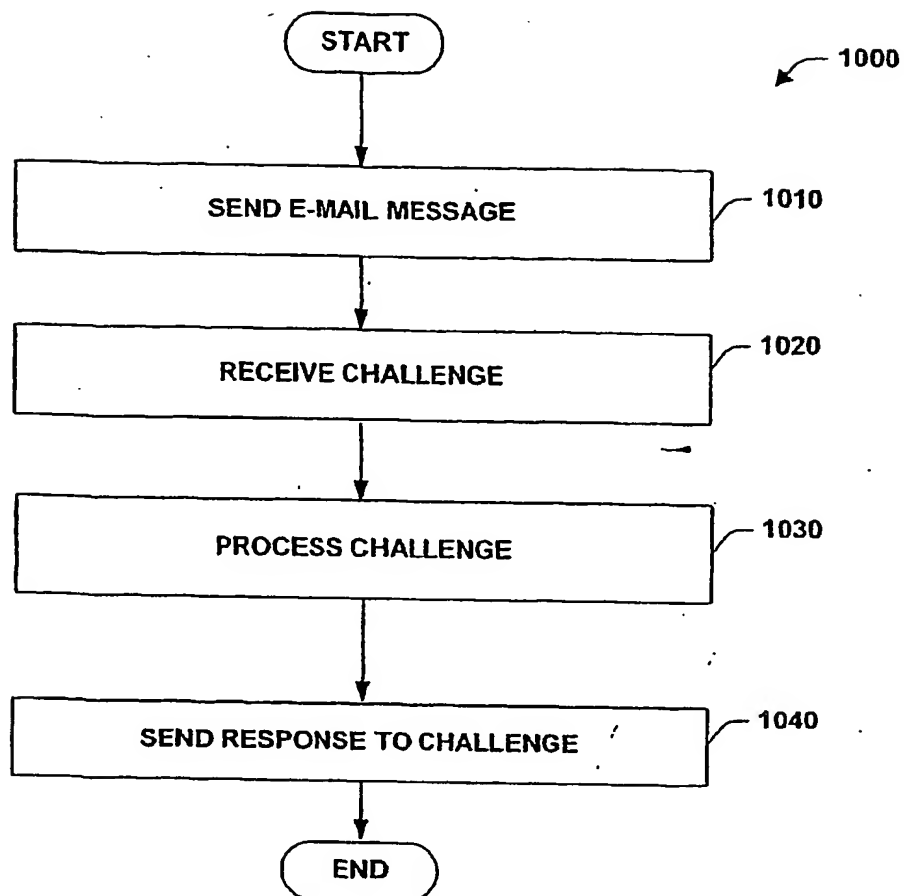 START
1000
SEND E-MAIL MESSAGE
1010
RECEIVE CHALLENGE
1020
PROCESS CHALLENGE
1030
SEND RESPONSE TO CHALLENGE
1040
END